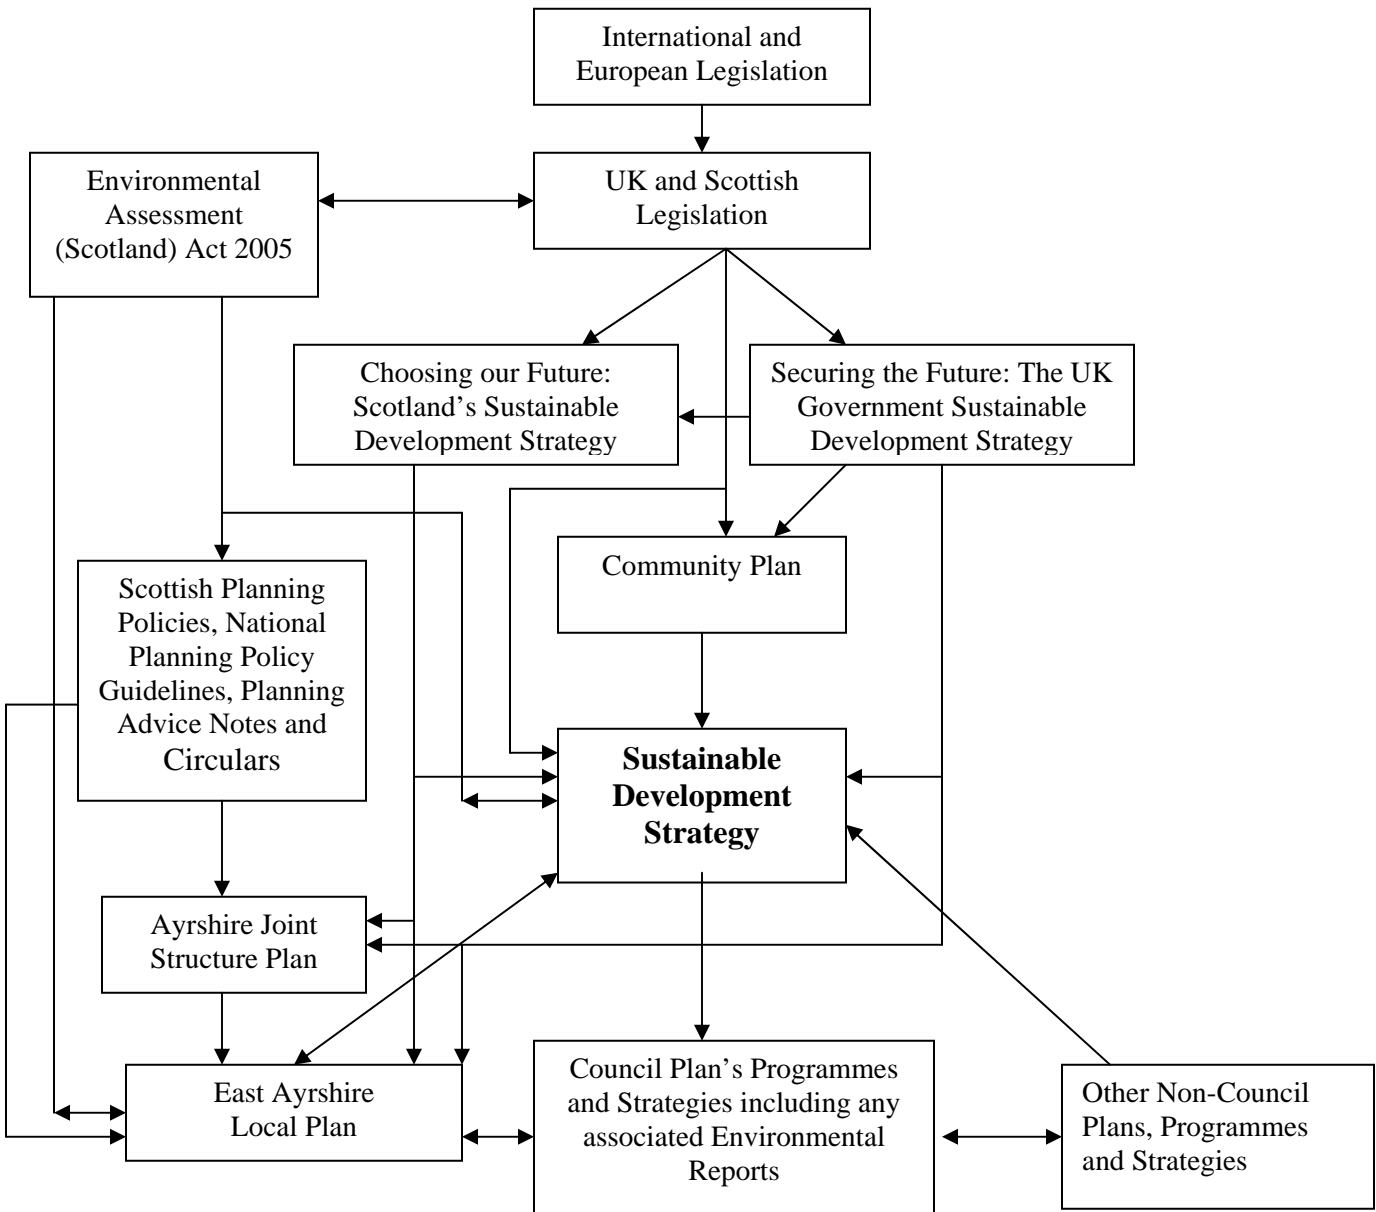 International and
European Legislation
Environmental
Assessment
(Scotland) Act 2005
UK and Scottish
Legislation
Choosing our Future:
Scotland’s Sustainable
Development Strategy
Securing the Future: The UK
Government Sustainable
Development Strategy
Community Plan
Scottish Planning
Policies, National
Planning Policy
Guidelines, Planning
Advice Notes and
Circulars
Sustainable
Development
Strategy
Ayrshire Joint
Structure Plan
East Ayrshire
Local Plan
Council Plan’s Programmes
and Strategies including any
associated Environmental
Reports
Other Non-Council
Plans, Programmes
and Strategies